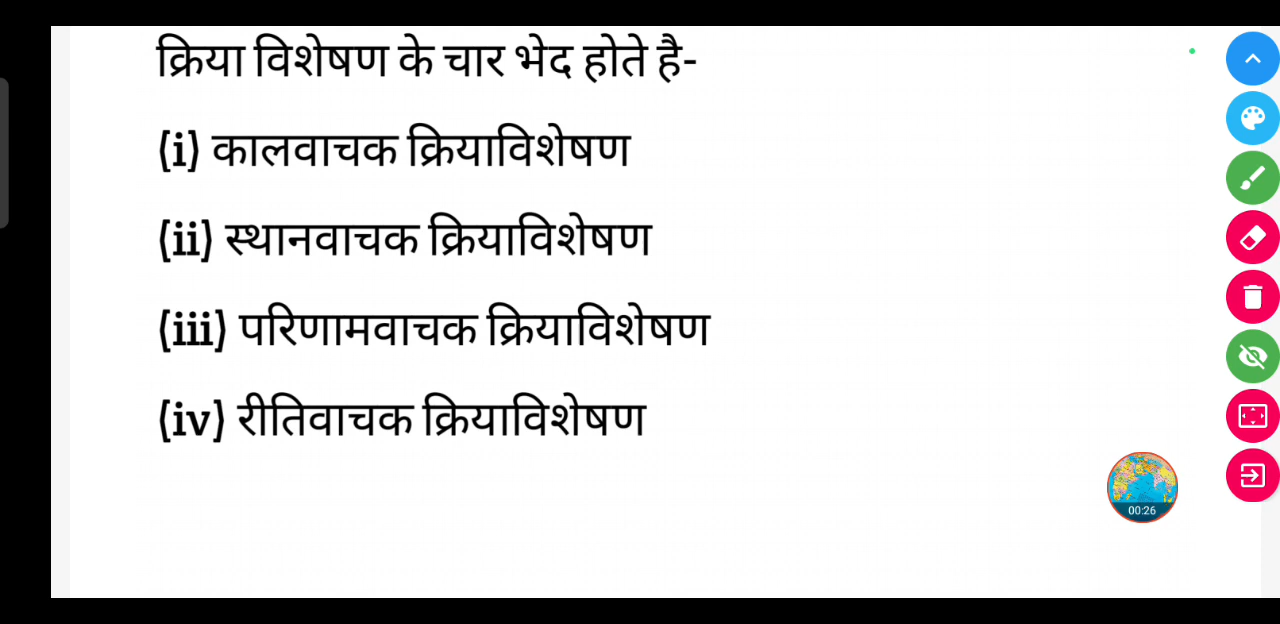 क्रिया विशेषण के चार भेद होते है-
(i) कालवाचक क्रियाविशेषण
(ii) स्थानवाचक क्रियाविशेषण
(iii) परिणामवाचक क्रियाविशेषण
(iv) रीतिवाचक क्रियाविशेषण
00:26